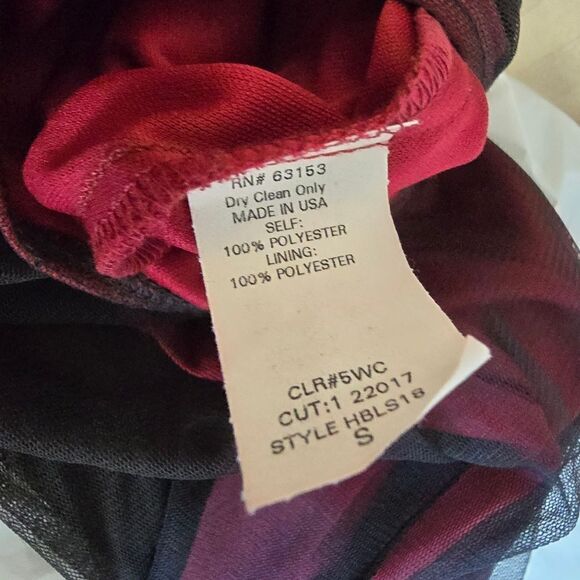 RN# 63153
Dry Clean Only
MADE IN USA
SELF:
100% POLYESTER
LINING:
100% POLYESTER
CLR#5WC
CUT:1 22017
STYLE HBLS18
S